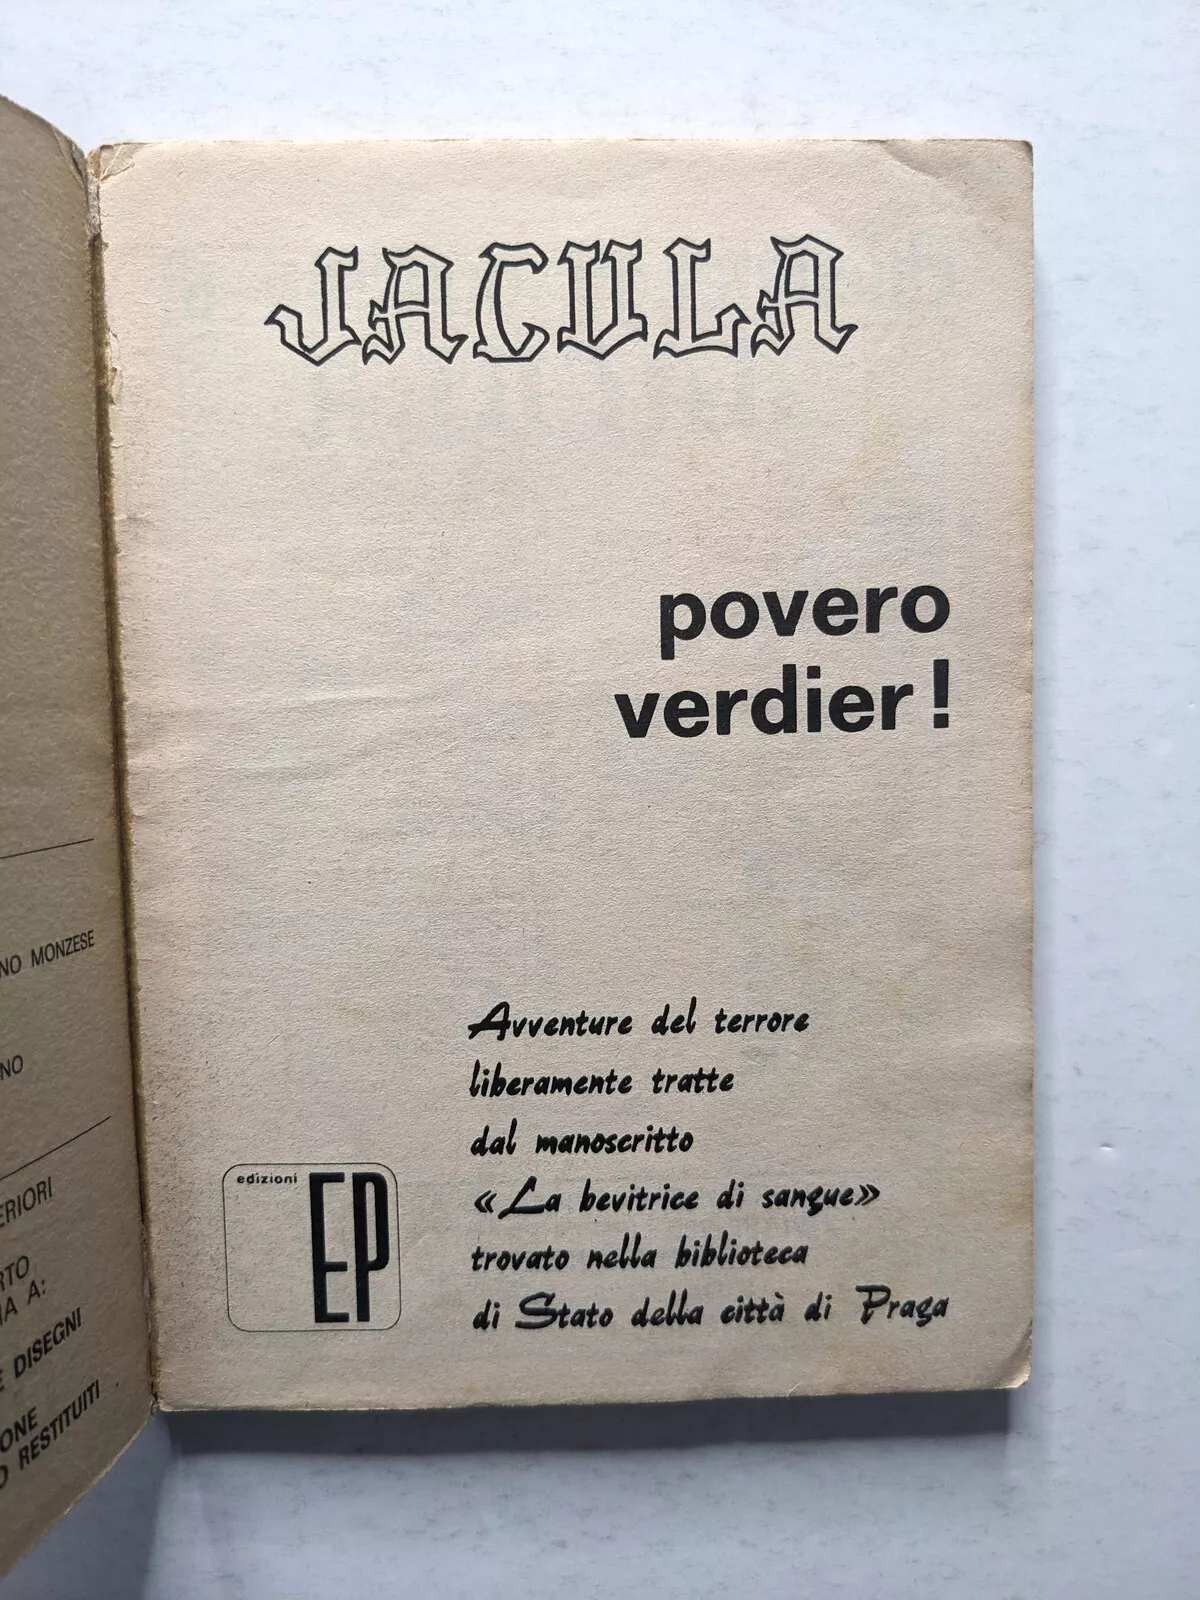 NO MONZESE
NO
ERIORI
RTO
IA A:
E DISEGNI
ONE
O RESTITUITI
JACULA
povero
verdier!
Avventure del terrore
liberamente tratte
dal manoscritto
«La bevitrice di sangue»
trovato nella biblioteca
di Stato della città di Praga
edizioni
EP